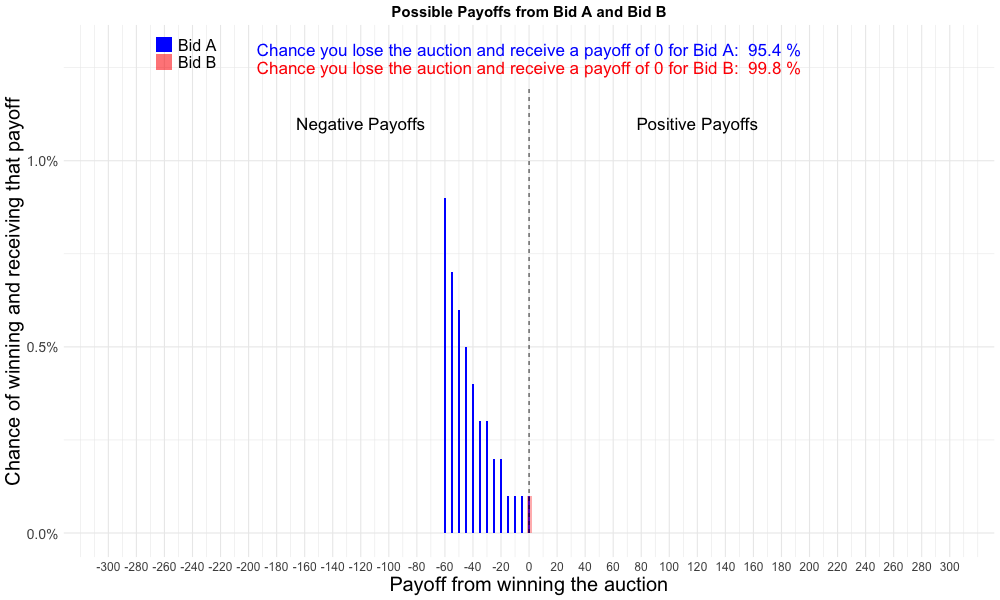 Possible Payoffs from Bid A and Bid B
Bid A
Bid B
Chance you lose the auction and receive a payoff of 0 for Bid A:  95.4 %
Chance you lose the auction and receive a payoff of 0 for Bid B:  99.8 %
Negative Payoffs
Positive Payoffs
Chance of winning and receiving that payoff
1.0%
0.5%
0.0%
-300 -280 -260 -240 -220 -200 -180 -160 -140 -120 -100 -80 -60 -40 -20 0 20 40 60 80 100 120 140 160 180 200 220 240 260 280 300
Payoff from winning the auction